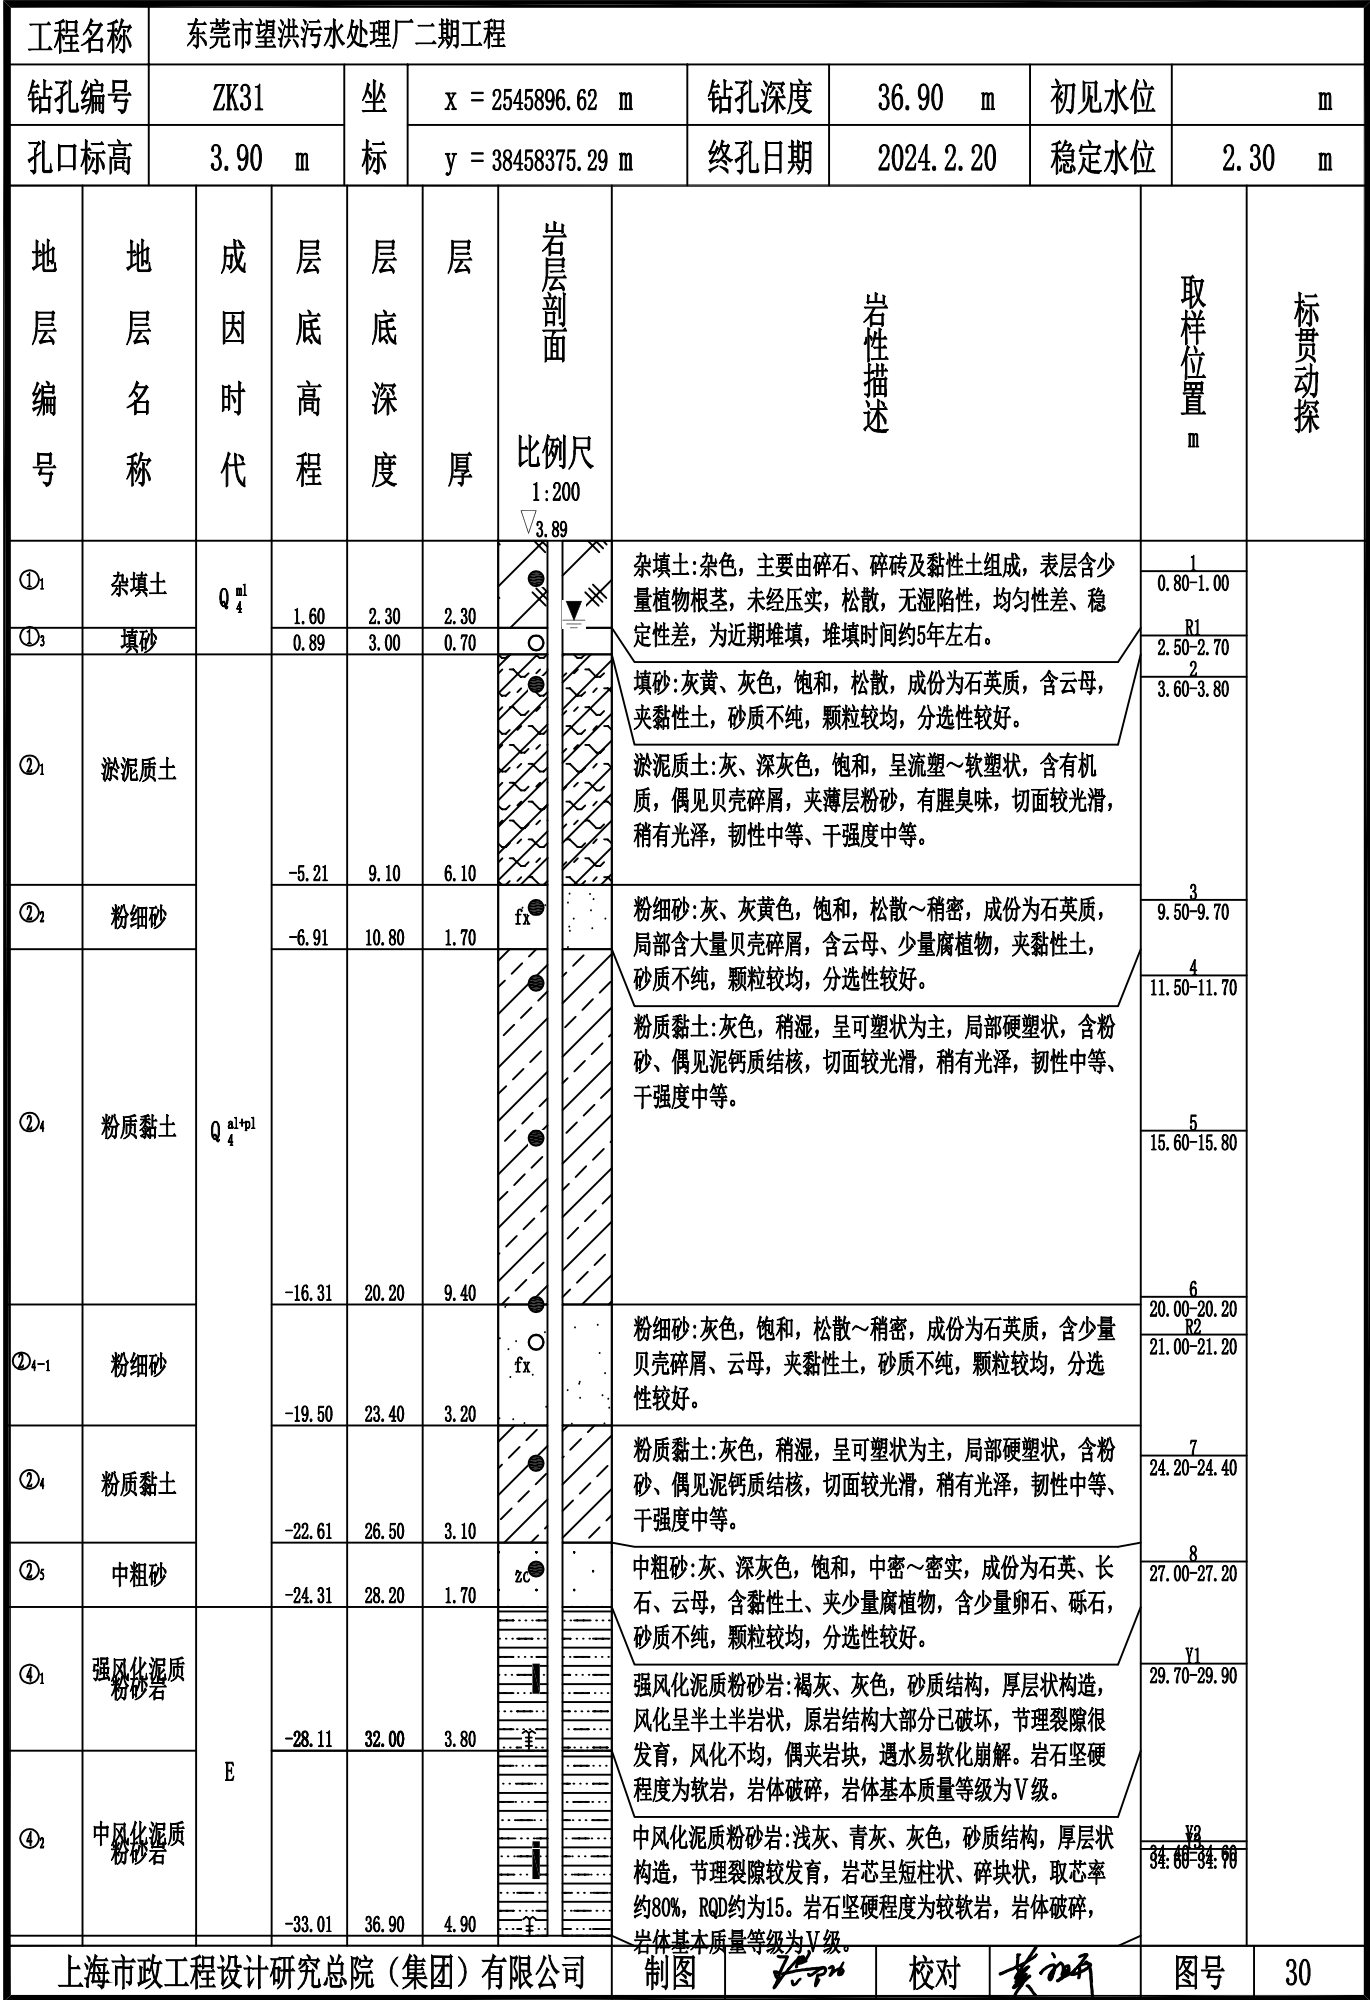 工程名称 东莞市望洪污水处理厂二期工程
钻孔编号 ZK31 坐标 x = 2545896.62 m 钻孔深度 36.90 m 初见水位 m
孔口标高 3.90 m y = 38458375.29 m 终孔日期 2024.2.20 稳定水位 2.30 m
地层编号 地层名称 成因时代 层底高程 层底深度 层厚 岩层剖面 岩性描述 取样位置 m 标贯动探
比例尺
1:200
3.89
①1 杂填土 Q4ml 1.60 2.30 2.30
杂填土:杂色，主要由碎石、碎砖及黏性土组成，表层含少
量植物根茎，未经压实，松散，无湿陷性，均匀性差、稳
定性差，为近期堆填，堆填时间约5年左右。
1
0.80-1.00
R1
2.50-2.70
①3 填砂 0.89 3.00 0.70
填砂:灰黄、灰色，饱和，松散，成份为石英质，含云母，
夹黏性土，砂质不纯，颗粒较均，分选性较好。
2
3.60-3.80
②1 淤泥质土 -5.21 9.10 6.10
淤泥质土:灰、深灰色，饱和，呈流塑～软塑状，含有机
质，偶见贝壳碎屑，夹薄层粉砂，有腥臭味，切面较光滑，
稍有光泽，韧性中等、干强度中等。
②2 粉细砂 -6.91 10.80 1.70
fx
粉细砂:灰、灰黄色，饱和，松散～稍密，成份为石英质，
局部含大量贝壳碎屑，含云母、少量腐植物，夹黏性土，
砂质不纯，颗粒较均，分选性较好。
3
9.50-9.70
4
11.50-11.70
②4 粉质黏土 Q4al+pl -16.31 20.20 9.40
粉质黏土:灰色，稍湿，呈可塑状为主，局部硬塑状，含粉
砂、偶见泥钙质结核，切面较光滑，稍有光泽，韧性中等、
干强度中等。
5
15.60-15.80
6
20.00-20.20
②4-1 粉细砂 -19.50 23.40 3.20
fx
粉细砂:灰色，饱和，松散～稍密，成份为石英质，含少量
贝壳碎屑、云母，夹黏性土，砂质不纯，颗粒较均，分选
性较好。
R2
21.00-21.20
②4 粉质黏土 -22.61 26.50 3.10
粉质黏土:灰色，稍湿，呈可塑状为主，局部硬塑状，含粉
砂、偶见泥钙质结核，切面较光滑，稍有光泽，韧性中等、
干强度中等。
7
24.20-24.40
②5 中粗砂 -24.31 28.20 1.70
zc
中粗砂:灰、深灰色，饱和，中密～密实，成份为石英、长
石、云母，含黏性土、夹少量腐植物，含少量卵石、砾石，
砂质不纯，颗粒较均，分选性较好。
8
27.00-27.20
④1 强风化泥质
粉砂岩 E -28.11 32.00 3.80
强风化泥质粉砂岩:褐灰、灰色，砂质结构，厚层状构造，
风化呈半土半岩状，原岩结构大部分已破坏，节理裂隙很
发育，风化不均，偶夹岩块，遇水易软化崩解。岩石坚硬
程度为软岩，岩体破碎，岩体基本质量等级为Ⅴ级。
Y1
29.70-29.90
④2 中风化泥质
粉砂岩 -33.01 36.90 4.90
中风化泥质粉砂岩:浅灰、青灰、灰色，砂质结构，厚层状
构造，节理裂隙较发育，岩芯呈短柱状、碎块状，取芯率
约80%，RQD约为15。岩石坚硬程度为较软岩，岩体破碎，
岩体基本质量等级为Ⅴ级。
上海市政工程设计研究总院（集团）有限公司 制图 校对 图号 30